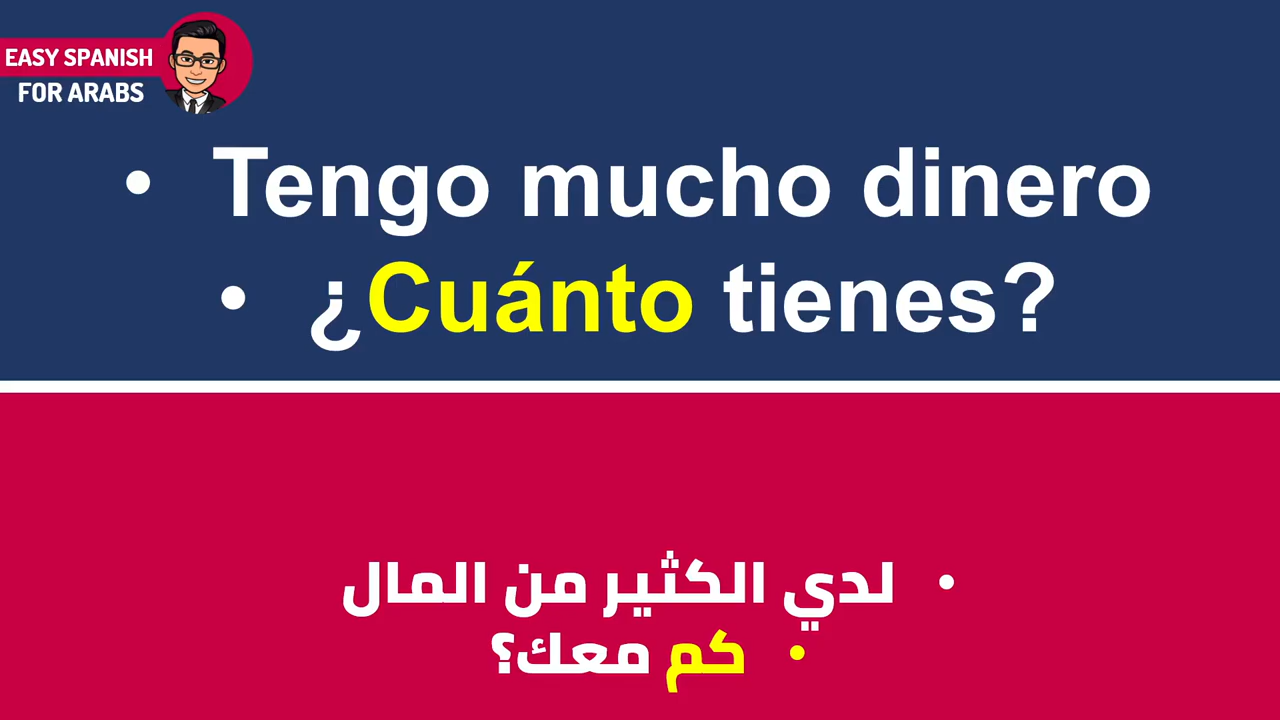 EASY SPANISH
FOR ARABS
• Tengo mucho dinero
• ¿Cuánto tienes?
• لدي الكثير من المال
• كم معك؟